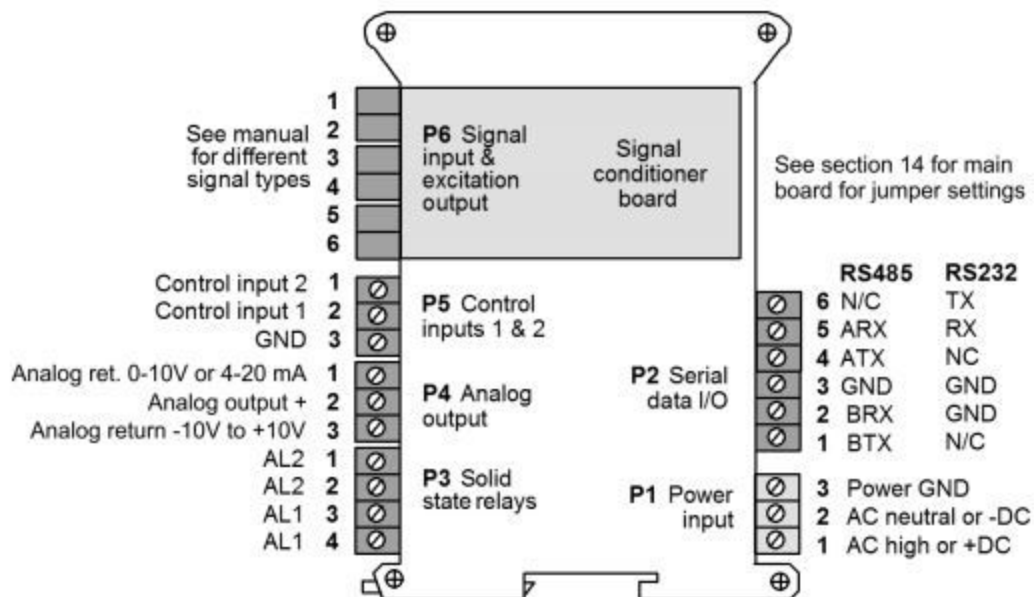 See manual
for different
signal types
1
2
3
4
5
6
P6 Signal
input &
excitation
output
Signal
conditioner
board
See section 14 for main
board for jumper settings
Control input 2 1
Control input 1 2
GND 3
P5 Control
inputs 1 & 2
Analog ret. 0-10V or 4-20 mA 1
Analog output + 2
Analog return -10V to +10V 3
P4 Analog
output
AL2 1
AL2 2
AL1 3
AL1 4
P3 Solid
state relays
P2 Serial
data I/O
RS485 RS232
6 N/C TX
5 ARX RX
4 ATX NC
3 GND GND
2 BRX GND
1 BTX N/C
P1 Power
input
3 Power GND
2 AC neutral or -DC
1 AC high or +DC